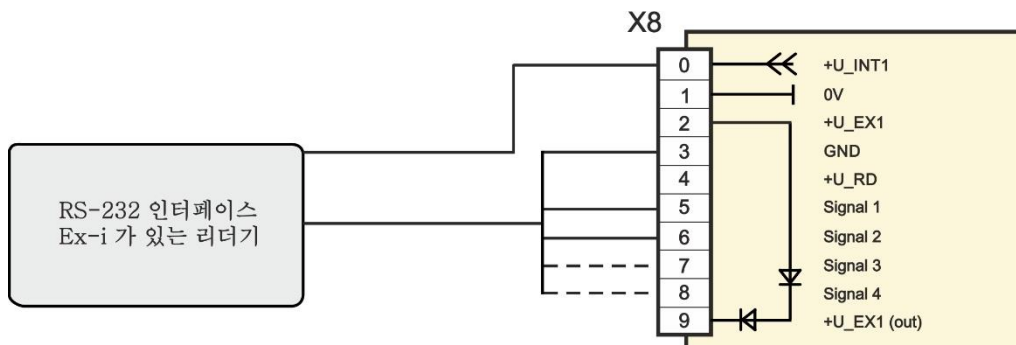 X8
0 +U_INT1
1 0V
2 +U_EX1
3 GND
4 +U_RD
5 Signal 1
6 Signal 2
7 Signal 3
8 Signal 4
9 +U_EX1 (out)
RS-232 인터페이스
Ex-i 가 있는 리더기